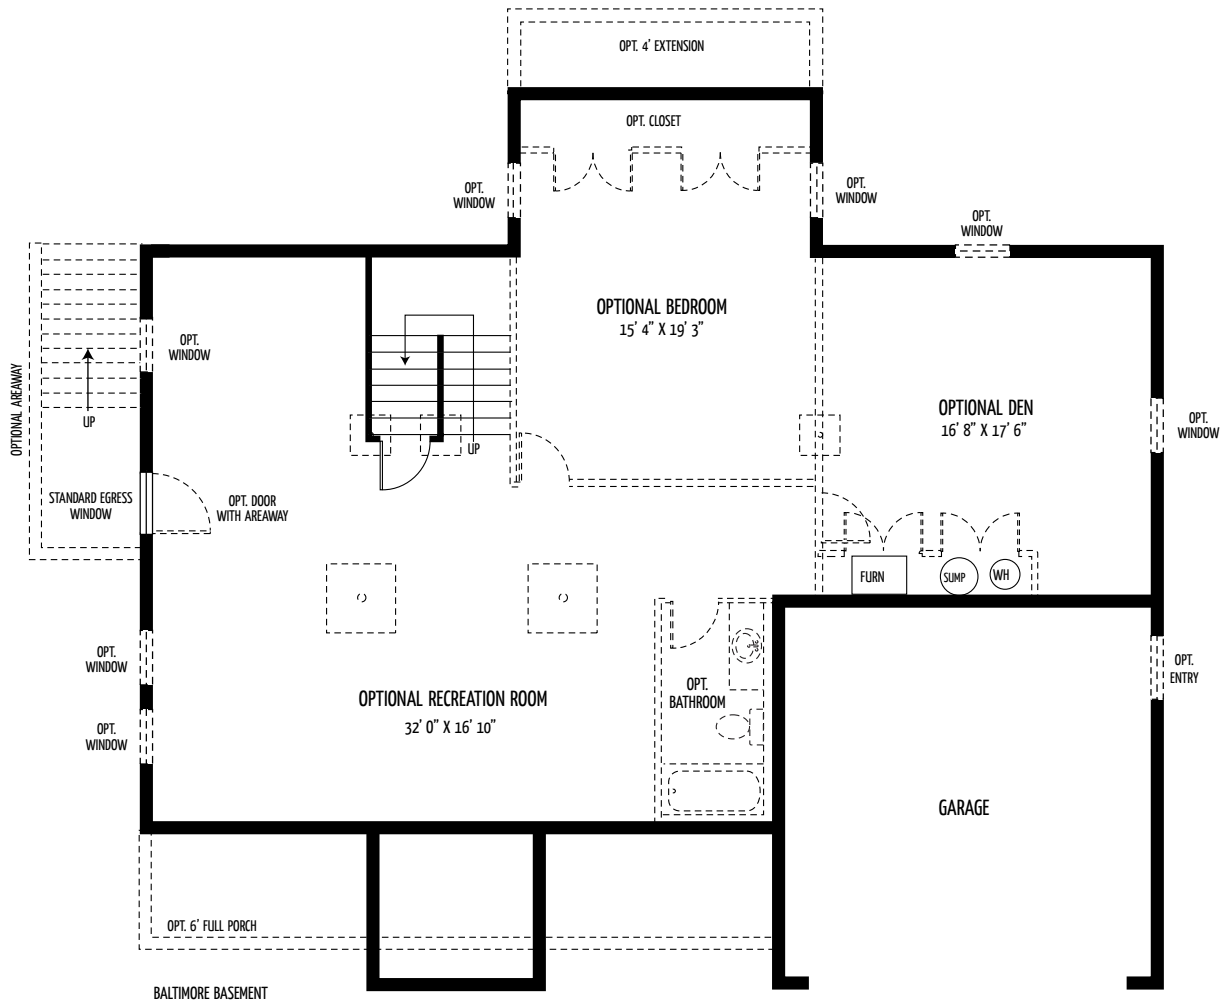 OPT. 4' EXTENSION
OPT. CLOSET
OPT.
WINDOW
OPT.
WINDOW
OPT.
WINDOW
OPTIONAL BEDROOM
15' 4" X 19' 3"
OPT.
WINDOW
OPTIONAL AREAWAY
UP
UP
OPTIONAL DEN
16' 8" X 17' 6"
OPT.
WINDOW
STANDARD EGRESS
WINDOW
OPT. DOOR
WITH AREAWAY
FURN
SUMP
WH
OPT.
WINDOW
OPT.
ENTRY
OPTIONAL RECREATION ROOM
32' 0" X 16' 10"
OPT.
BATHROOM
OPT.
WINDOW
GARAGE
OPT. 6' FULL PORCH
BALTIMORE BASEMENT